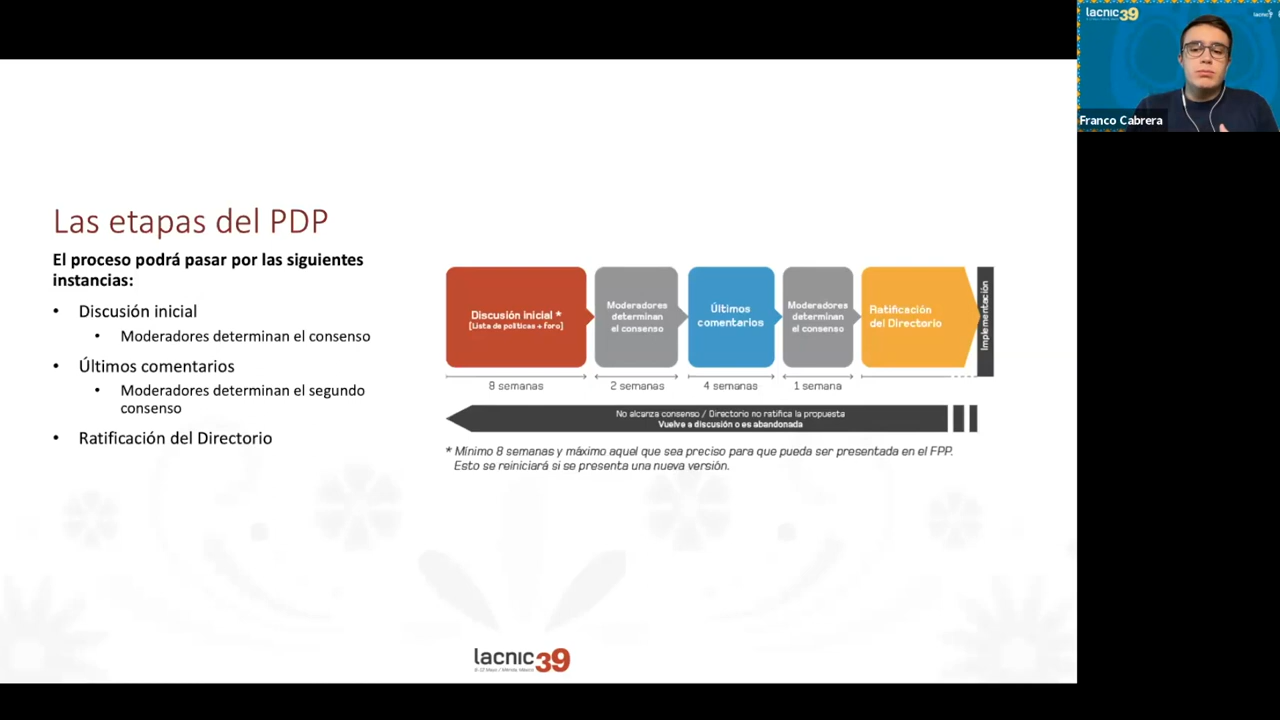 Las etapas del PDP
El proceso podrá pasar por las siguientes
instancias:
• Discusión inicial
• Moderadores determinan el consenso
• Últimos comentarios
• Moderadores determinan el segundo
consenso
• Ratificación del Directorio
Discusión inicial *
[Lista de políticas + foro]
Moderadores
determinan
el consenso
Últimos
comentarios
Moderadores
determinan
el consenso
Ratificación
del Directorio
Implementación
8 semanas
2 semanas
4 semanas
1 semana
No alcanza consenso / Directorio no ratifica la propuesta
Vuelve a discusión o es abandonada
* Mínimo 8 semanas y máximo aquel que sea preciso para que pueda ser presentada en el FPP.
Esto se reiniciará si se presenta una nueva versión.
lacnic39
lacnic39
lacnic
Franco Cabrera